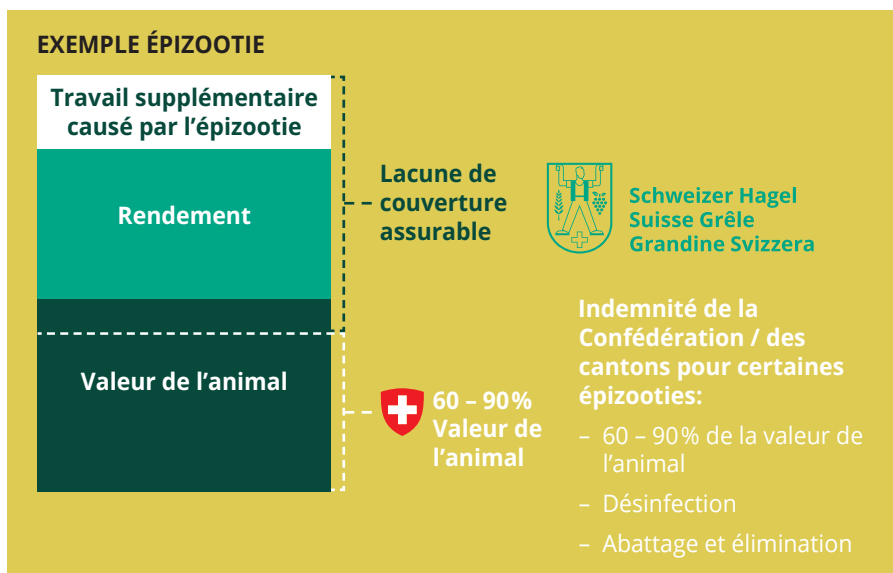 EXEMPLE ÉPIZOOTIE
Travail supplémentaire
causé par l’épizootie
Rendement
Valeur de l’animal
Lacune de
couverture
assurable
60 – 90%
Valeur de
l’animal
Schweizer Hagel
Suisse Grêle
Grandine Svizzera
Indemnité de la
Confédération / des
cantons pour certaines
épizooties:
– 60 – 90% de la valeur de
l’animal
– Désinfection
– Abattage et élimination